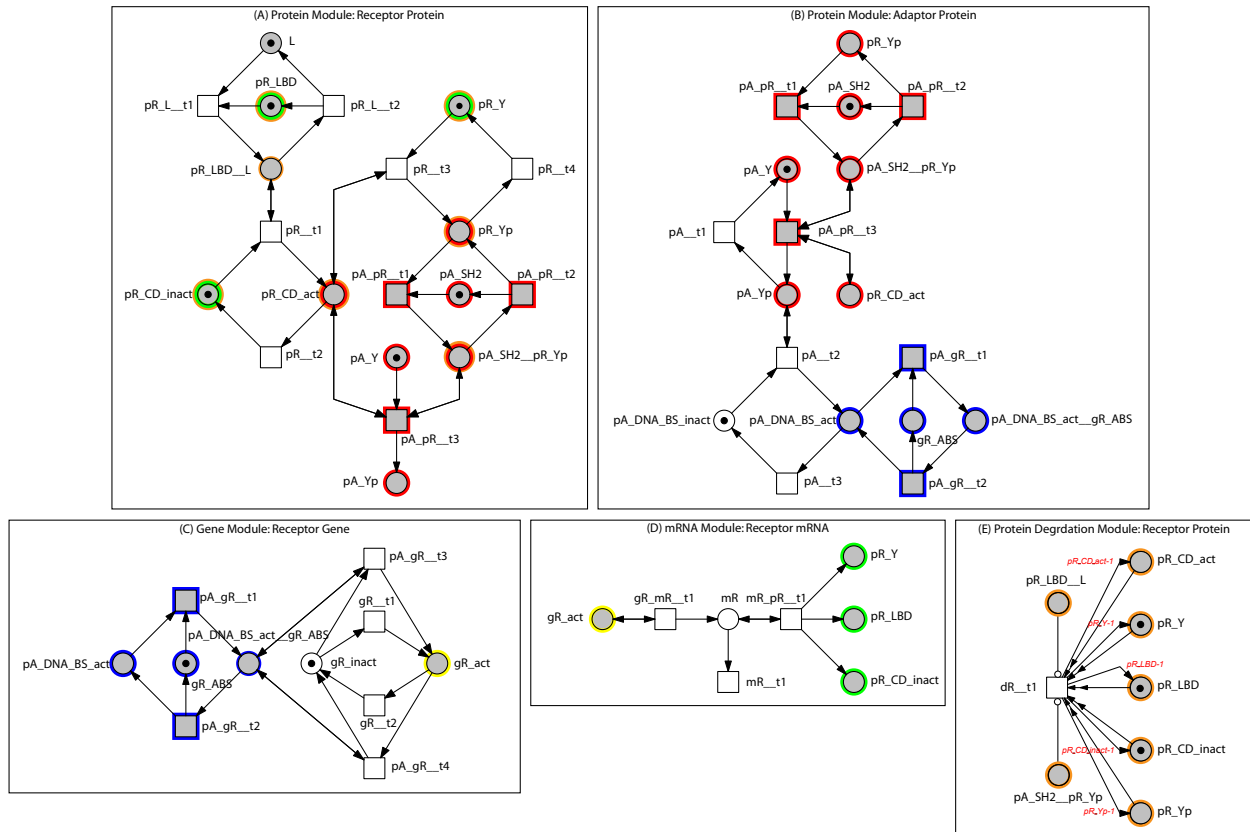 (A) Protein Module: Receptor Protein
L
pR_LBD
pR_L__t1
pR_L__t2
pR_Y
pR_LBD__L
pR__t3
pR__t4
pR__t1
pR_Yp
pA_pR__t1
pA_SH2
pA_pR__t2
pR_CD_inact
pR_CD_act
pR__t2
pA_Y
pA_SH2__pR_Yp
pA_pR__t3
pA_Yp
(B) Protein Module: Adaptor Protein
pR_Yp
pA_pR__t1
pA_SH2
pA_pR__t2
pA_Y
pA_SH2__pR_Yp
pA__t1
pA_pR__t3
pA_Yp
pR_CD_act
pA__t2
pA_gR__t1
pA_DNA_BS_inact
pA_DNA_BS_act
pA_DNA_BS_act__gR_ABS
gR_ABS
pA__t3
pA_gR__t2
(C) Gene Module: Receptor Gene
pA_gR__t3
pA_gR__t1
gR__t1
pA_DNA_BS_act__gR_ABS
pA_DNA_BS_act
gR_inact
gR_act
gR_ABS
pA_gR__t2
gR__t2
pA_gR__t4
(D) mRNA Module: Receptor mRNA
pR_Y
gR_act
gR_mR__t1
mR
mR_pR__t1
pR_LBD
mR__t1
pR_CD_inact
(E) Protein Degrdation Module: Receptor Protein
pR_CD_act-1
pR_CD_act
pR_LBD__L
pR_Y-1
pR_Y
pR_LBD-1
dR__t1
pR_LBD
pR_CD_inact-1
pR_CD_inact
pA_SH2__pR_Yp
pR_Yp-1
pR_Yp